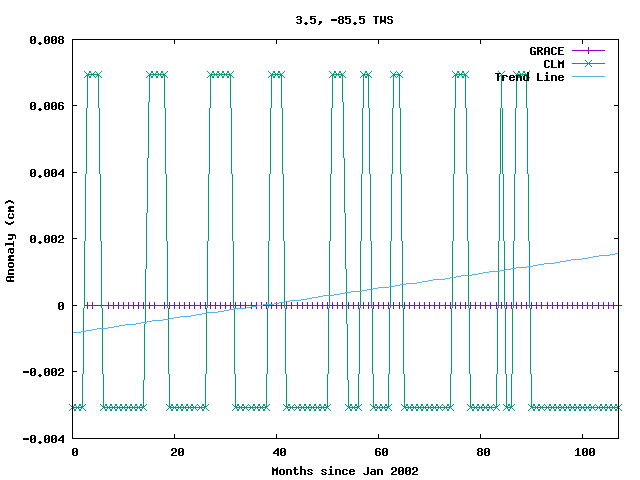 3.5, -85.5 TWS
0.008
0.006
0.004
0.002
0
-0.002
-0.004
Anomaly (cm)
GRACE
CLM
Trend Line
0 20 40 60 80 100
Months since Jan 2002